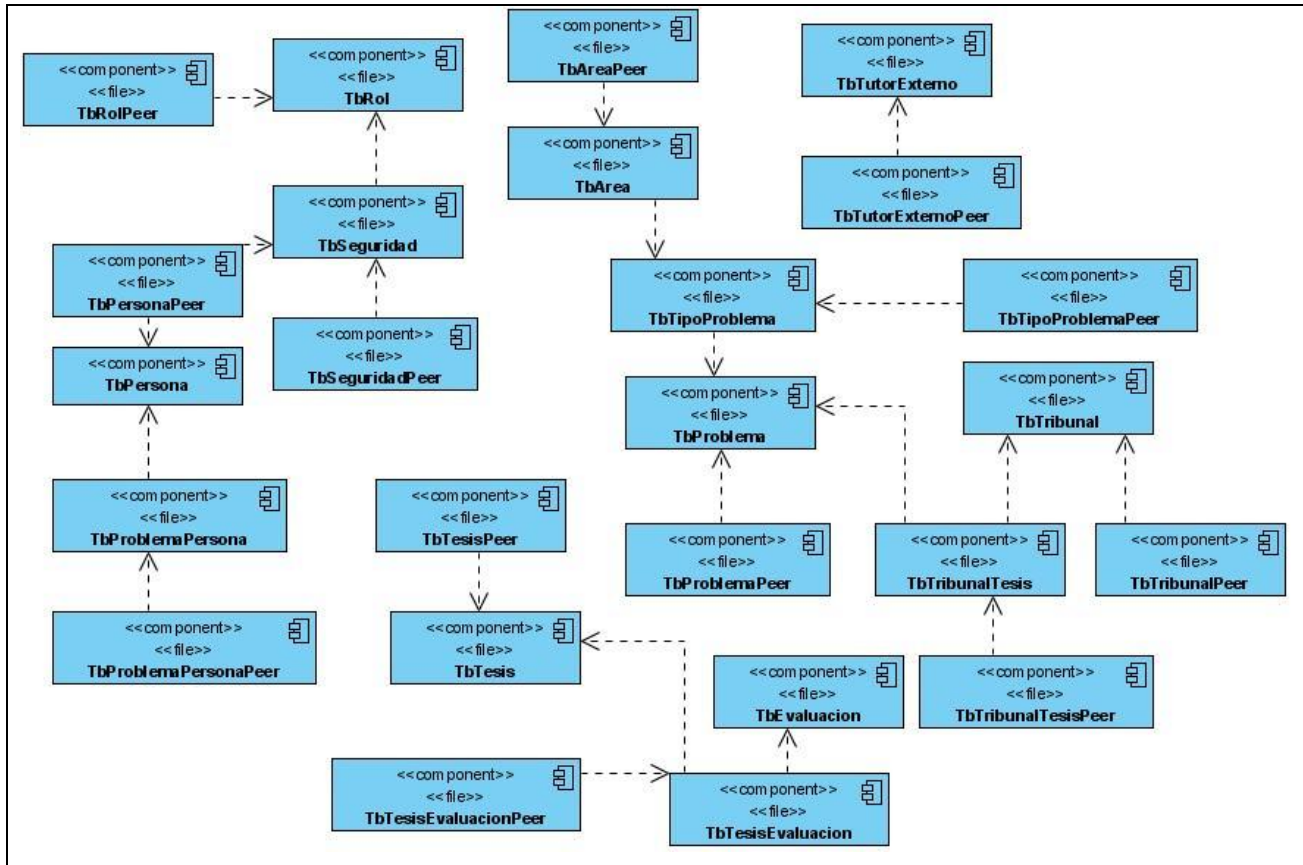 <<component>>
<<file>>
TbRolPeer
<<component>>
<<file>>
TbRol
<<component>>
<<file>>
TbAreaPeer
<<component>>
<<file>>
TbTutorExterno
<<component>>
<<file>>
TbArea
<<component>>
<<file>>
TbTutorExternoPeer
<<component>>
<<file>>
TbSeguridad
<<component>>
<<file>>
TbPersonaPeer
<<component>>
<<file>>
TbTipoProblema
<<component>>
<<file>>
TbTipoProblemaPeer
<<component>>
<<file>>
TbSeguridadPeer
<<component>>
TbPersona
<<component>>
<<file>>
TbProblema
<<component>>
<<file>>
TbTribunal
<<component>>
<<file>>
TbProblemaPersona
<<component>>
<<file>>
TbTesisPeer
<<component>>
<<file>>
TbProblemaPeer
<<component>>
<<file>>
TbTribunalTesis
<<component>>
<<file>>
TbTribunalPeer
<<component>>
<<file>>
TbProblemaPersonaPeer
<<component>>
<<file>>
TbTesis
<<component>>
<<file>>
TbEvaluacion
<<component>>
<<file>>
TbTribunalTesisPeer
<<component>>
<<file>>
TbTesisEvaluacionPeer
<<component>>
<<file>>
TbTesisEvaluacion